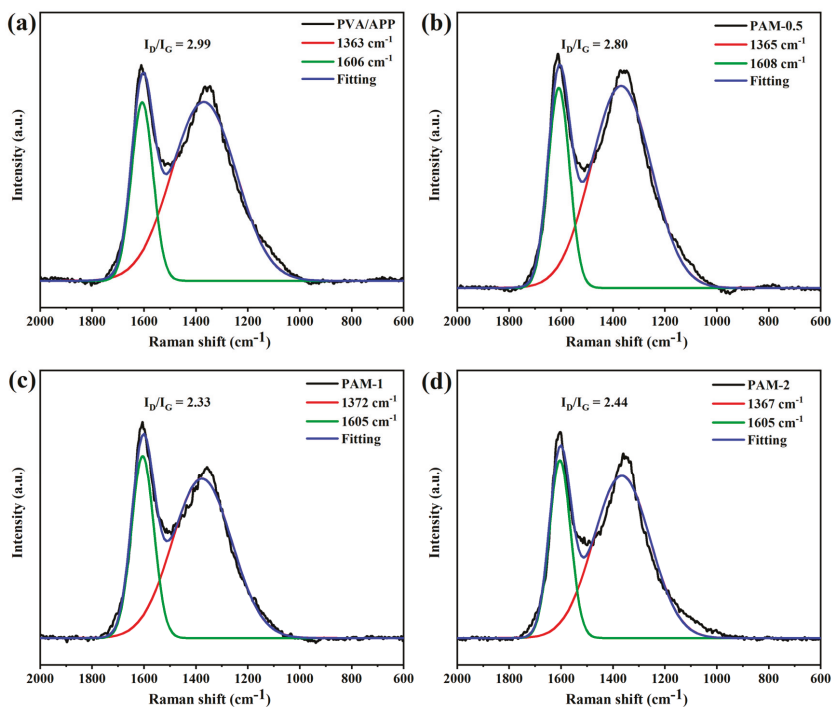 (a)
I_D/I_G = 2.99
PVA/APP
1363 cm⁻¹
1606 cm⁻¹
Fitting
Intensity (a.u.)
2000 1800 1600 1400 1200 1000 800 600
Raman shift (cm⁻¹)
(b)
I_D/I_G = 2.80
PAM-0.5
1365 cm⁻¹
1608 cm⁻¹
Fitting
Intensity (a.u.)
2000 1800 1600 1400 1200 1000 800 600
Raman shift (cm⁻¹)
(c)
I_D/I_G = 2.33
PAM-1
1372 cm⁻¹
1605 cm⁻¹
Fitting
Intensity (a.u.)
2000 1800 1600 1400 1200 1000 800 600
Raman shift (cm⁻¹)
(d)
I_D/I_G = 2.44
PAM-2
1367 cm⁻¹
1605 cm⁻¹
Fitting
Intensity (a.u.)
2000 1800 1600 1400 1200 1000 800 600
Raman shift (cm⁻¹)